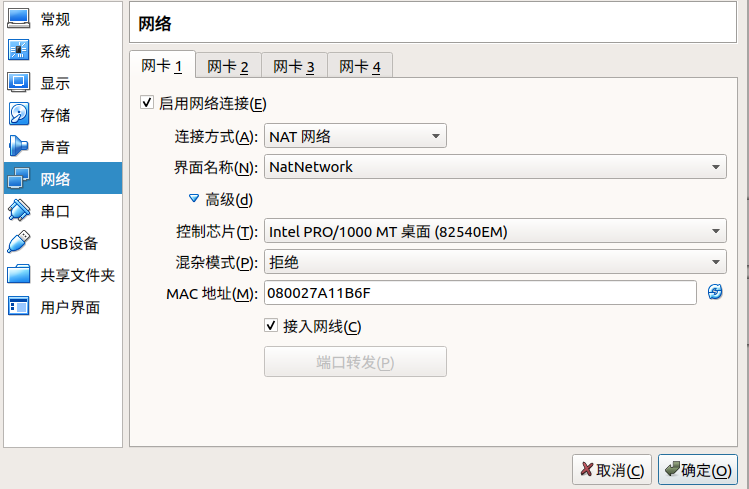 常规
系统
显示
存储
声音
网络
串口
USB设备
共享文件夹
用户界面
网络
网卡 1 网卡 2 网卡 3 网卡 4
启用网络连接(E)
连接方式(A): NAT 网络
界面名称(N): NatNetwork
高级(d)
控制芯片(T): Intel PRO/1000 MT 桌面 (82540EM)
混杂模式(P): 拒绝
MAC 地址(M): 080027A11B6F
接入网线(C)
端口转发(P)
取消(C) 确定(O)